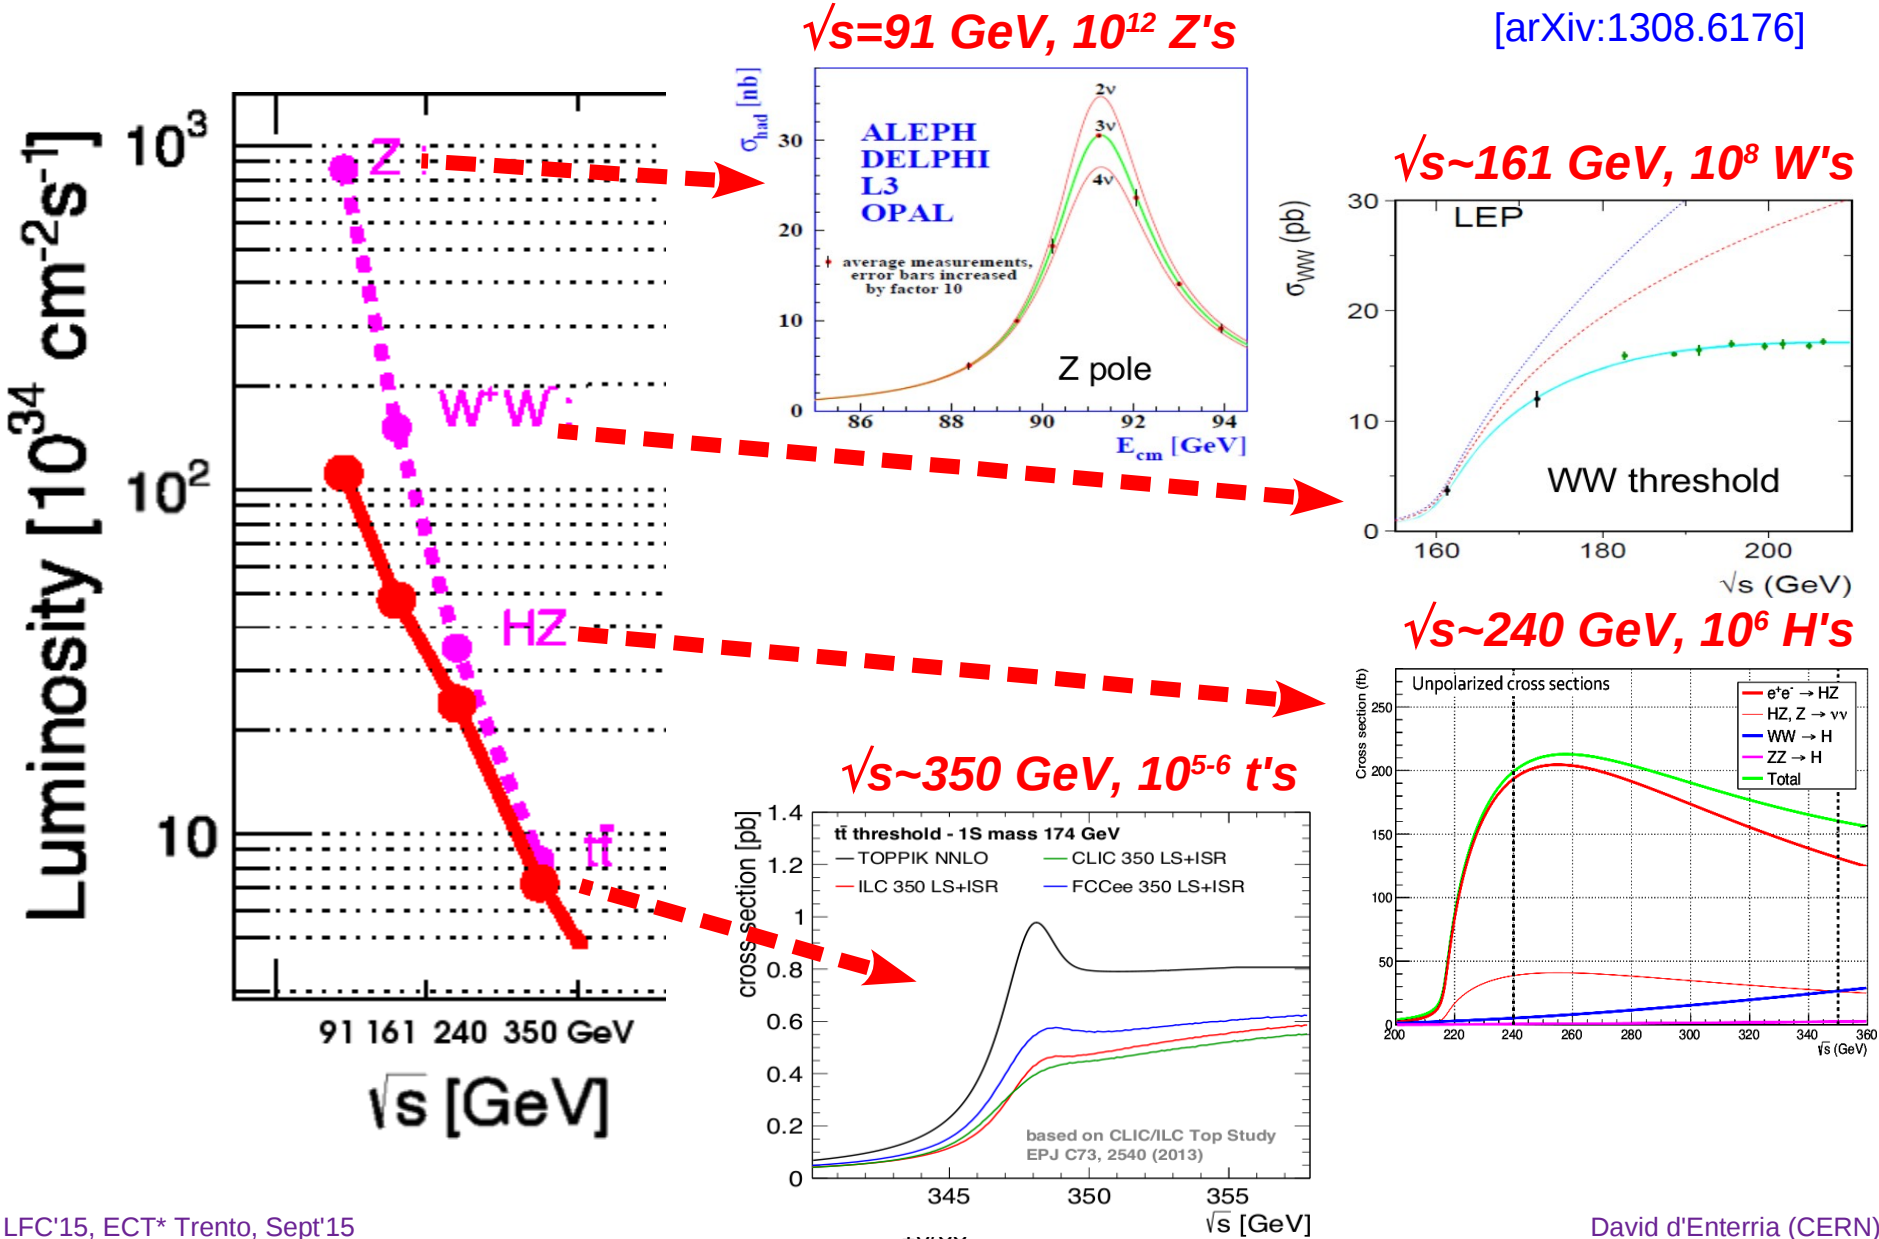 √s=91 GeV, 10¹² Z's
[arXiv:1308.6176]
Luminosity [10³⁴ cm⁻²s⁻¹]
10³
10²
10
Z
W⁺W⁻
HZ
tt̄
91 161 240 350 GeV
√s [GeV]
σhad [nb]
30
20
10
0
ALEPH
DELPHI
L3
OPAL
2ν
3ν
4ν
average measurements,
error bars increased
by factor 10
Z pole
86 88 90 92 94
Ecm [GeV]
√s~161 GeV, 10⁸ W's
σWW (pb)
30
20
10
0
LEP
WW threshold
160 180 200
√s (GeV)
√s~240 GeV, 10⁶ H's
Cross section (fb)
250
200
150
100
50
0
Unpolarized cross sections
e⁺e⁻ → HZ
HZ, Z → νν
WW → H
ZZ → H
Total
200 220 240 260 280 300 320 340 360
√s (GeV)
√s~350 GeV, 10⁵⁻⁶ t's
cross section [pb]
1.4
1.2
1
0.8
0.6
0.4
0.2
0
tt̄ threshold - 1S mass 174 GeV
TOPPIK NNLO
CLIC 350 LS+ISR
ILC 350 LS+ISR
FCCee 350 LS+ISR
based on CLIC/ILC Top Study
EPJ C73, 2540 (2013)
345 350 355
√s [GeV]
LFC'15, ECT* Trento, Sept'15
David d'Enterria (CERN)